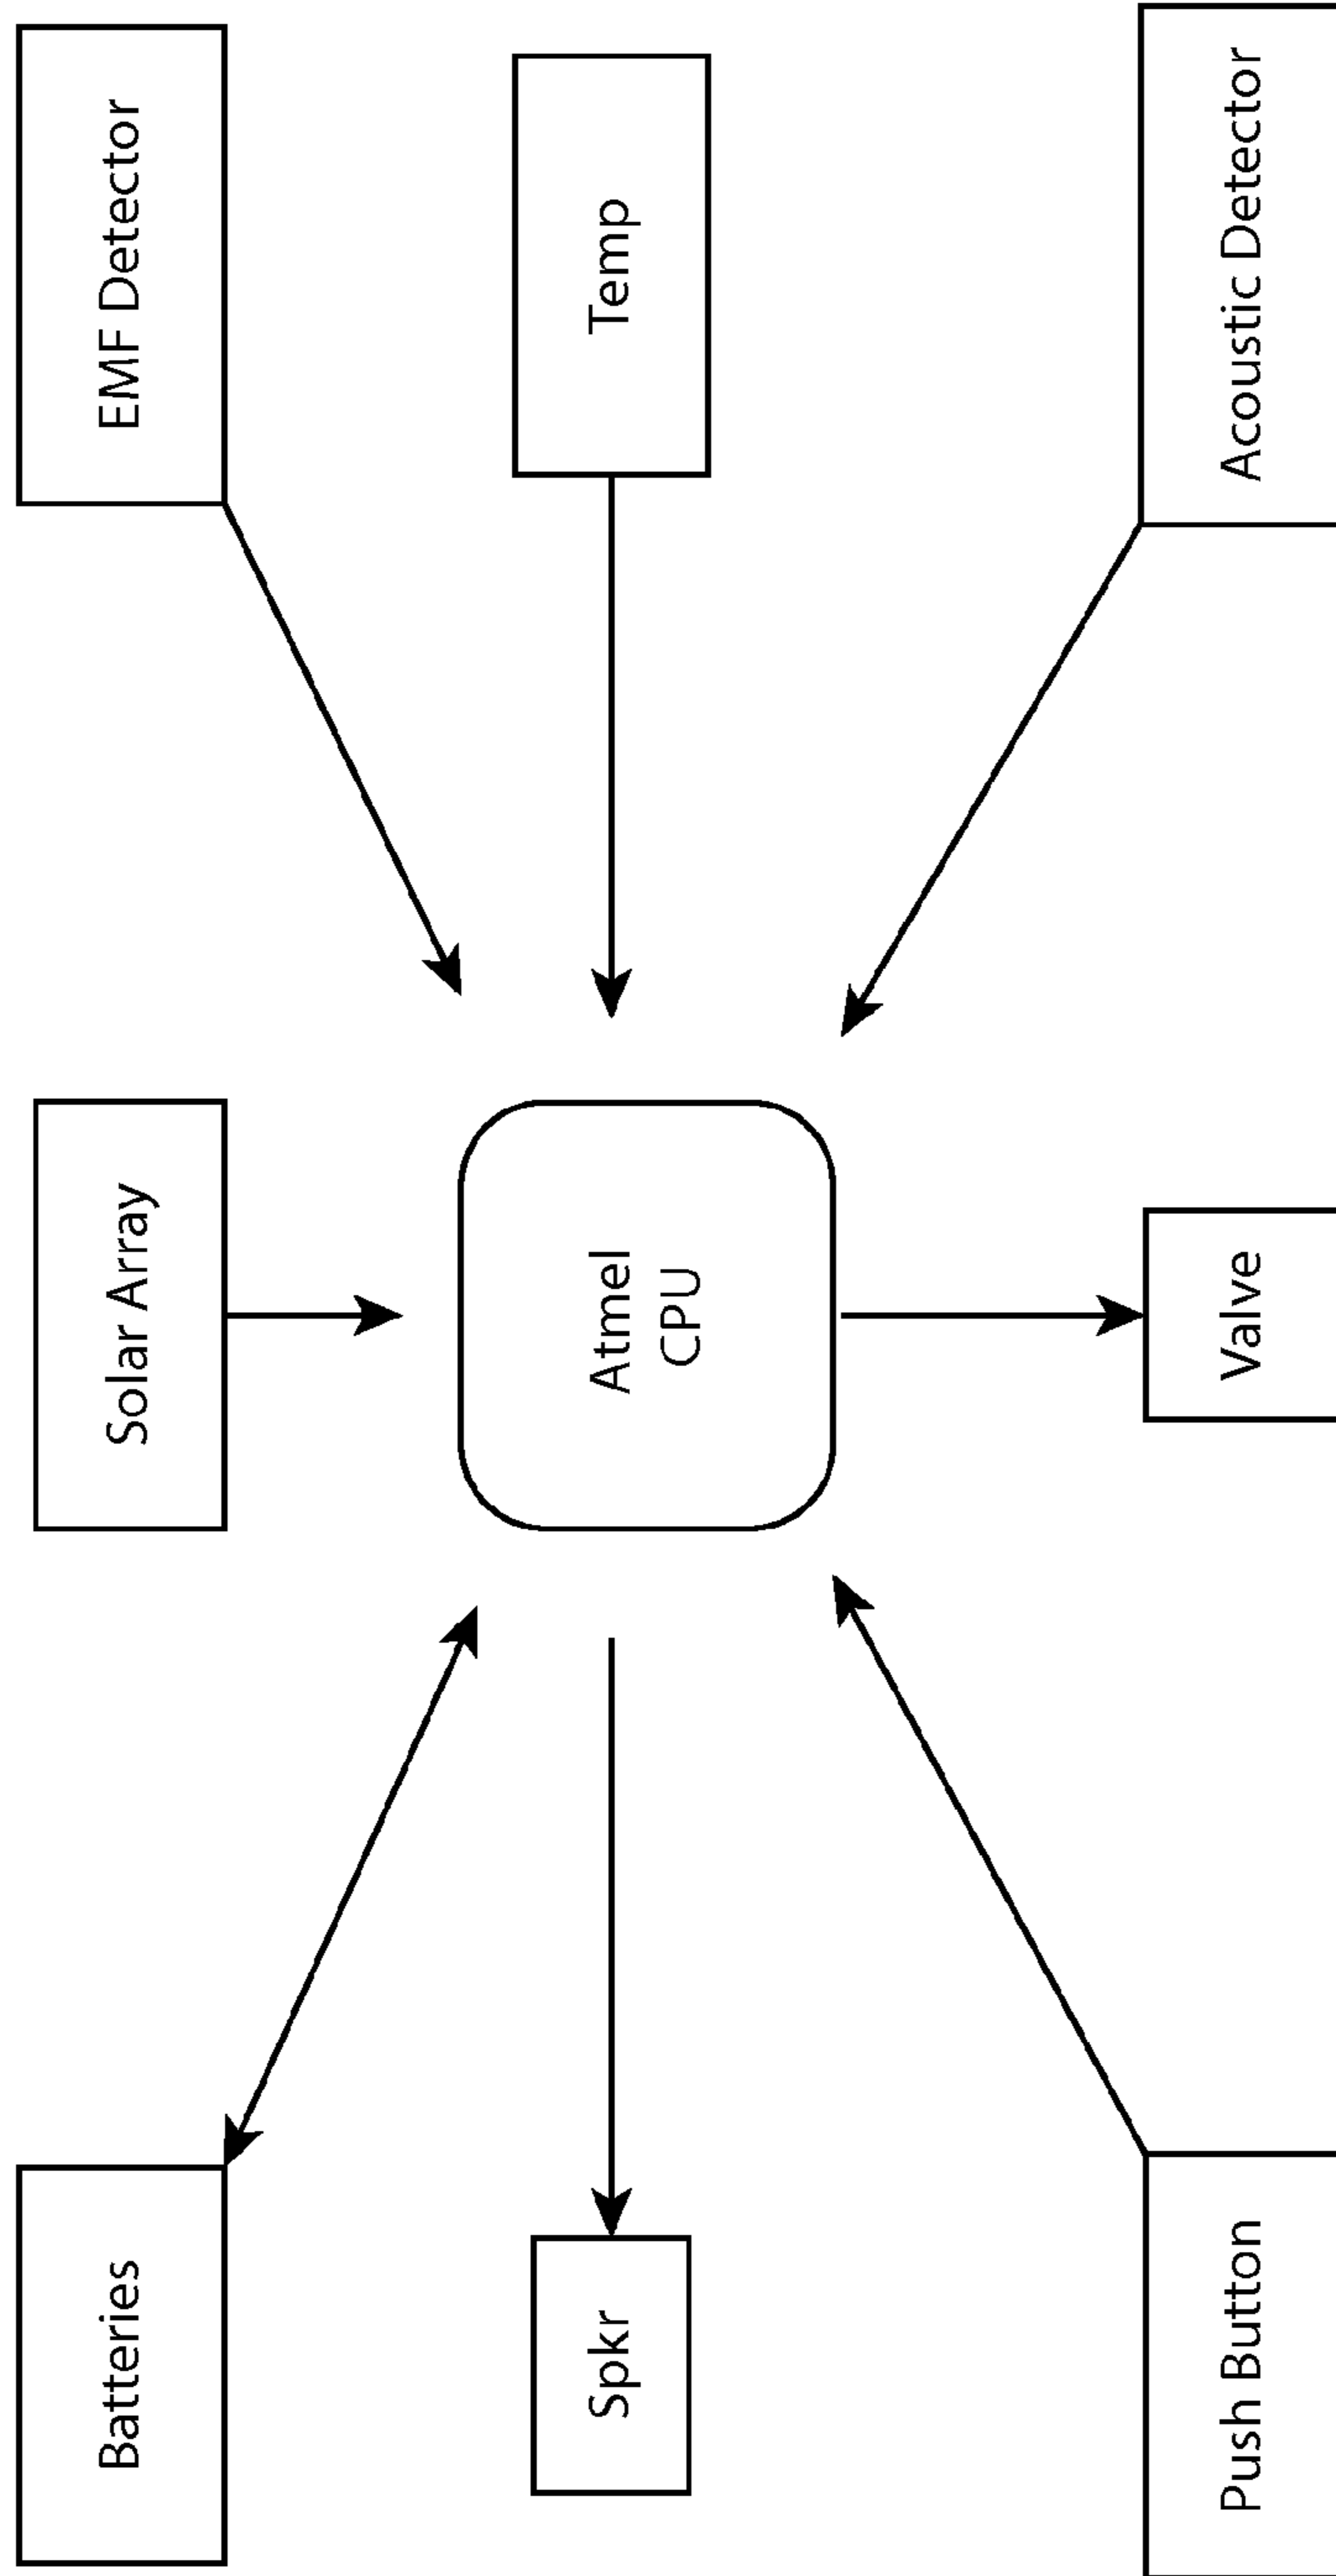 Batteries
Solar Array
EMF Detector
Spkr
Atmel
CPU
Temp
Push Button
Valve
Acoustic Detector